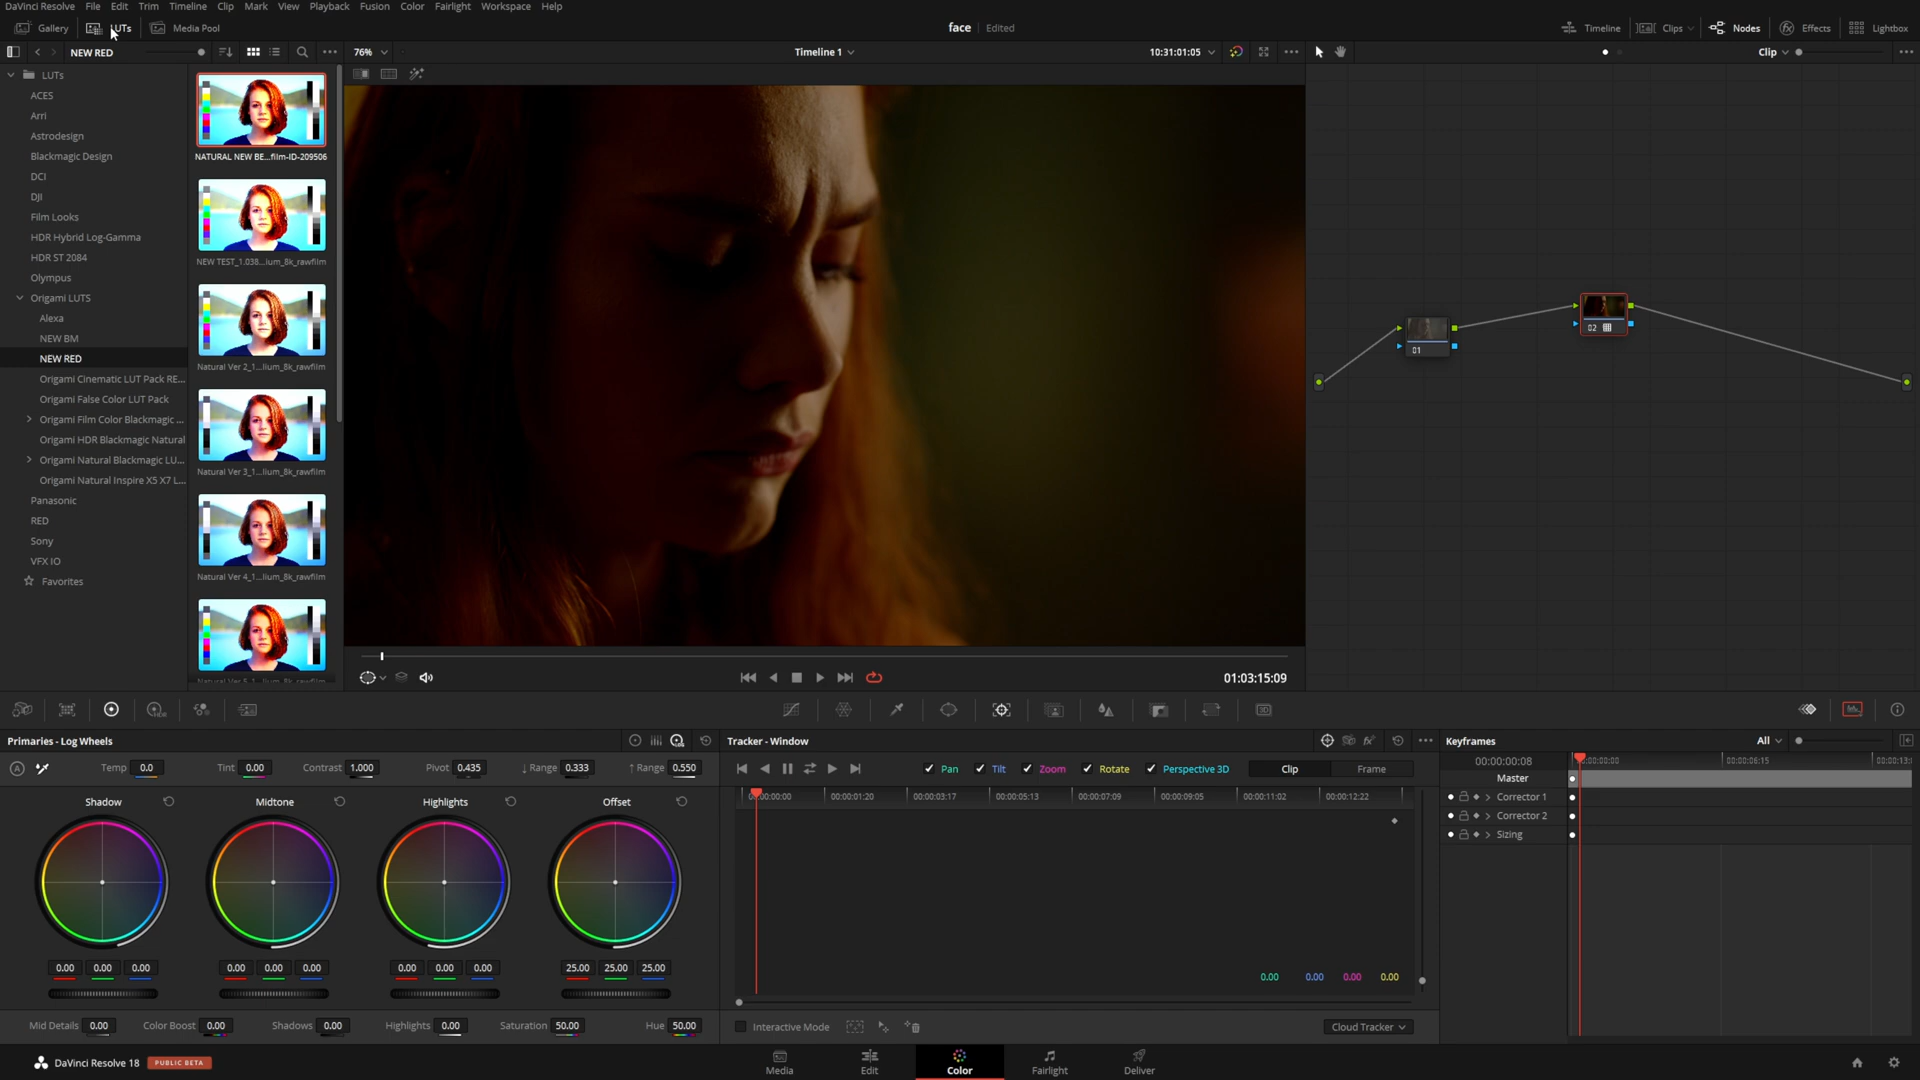 DaVinci Resolve File Edit Trim Timeline Clip Mark View Playback Fusion Color Fairlight Workspace Help
Gallery LUTs Media Pool face Edited Timeline Clips Nodes Effects Lightbox
NEW RED 76% Timeline 1 10:31:01:05 Clip
LUTs
ACES
Arri
Astrodesign
Blackmagic Design
DCI
DJI
Film Looks
HDR Hybrid Log-Gamma
HDR ST 2084
Olympus
Origami LUTS
Alexa
NEW BM
NEW RED
Origami Cinematic LUT Pack RE...
Origami False Color LUT Pack
Origami Film Color Blackmagic ...
Origami HDR Blackmagic Natural
Origami Natural Blackmagic LU...
Origami Natural Inspire X5 X7 L...
Panasonic
RED
Sony
VFX IO
Favorites
NATURAL NEW BE...film-ID-209506
NEW TEST_1.038...ium_8k_rawfilm
Natural Ver 2_1...lium_8k_rawfilm
Natural Ver 3_1...lium_8k_rawfilm
Natural Ver 4_1...lium_8k_rawfilm
Natural Ver 5_1...lium_8k_rawfilm
01
02
01:03:15:09
Primaries - Log Wheels
Temp 0.0 Tint 0.00 Contrast 1.000 Pivot 0.435 ↓ Range 0.333 ↑ Range 0.550
Shadow Midtone Highlights Offset
0.00 0.00 0.00 0.00 0.00 0.00 0.00 0.00 0.00 25.00 25.00 25.00
Mid Details 0.00 Color Boost 0.00 Shadows 0.00 Highlights 0.00 Saturation 50.00 Hue 50.00
Tracker - Window
Pan Tilt Zoom Rotate Perspective 3D Clip Frame
00:00:00:00 00:00:01:20 00:00:03:17 00:00:05:13 00:00:07:09 00:00:09:05 00:00:11:02 00:00:12:22
0.00 0.00 0.00 0.00
Interactive Mode Cloud Tracker
Keyframes All
00:00:00:08 00:00:00:00 00:00:06:15 00:00:13:
Master
Corrector 1
Corrector 2
Sizing
DaVinci Resolve 18 PUBLIC BETA
Media Edit Color Fairlight Deliver